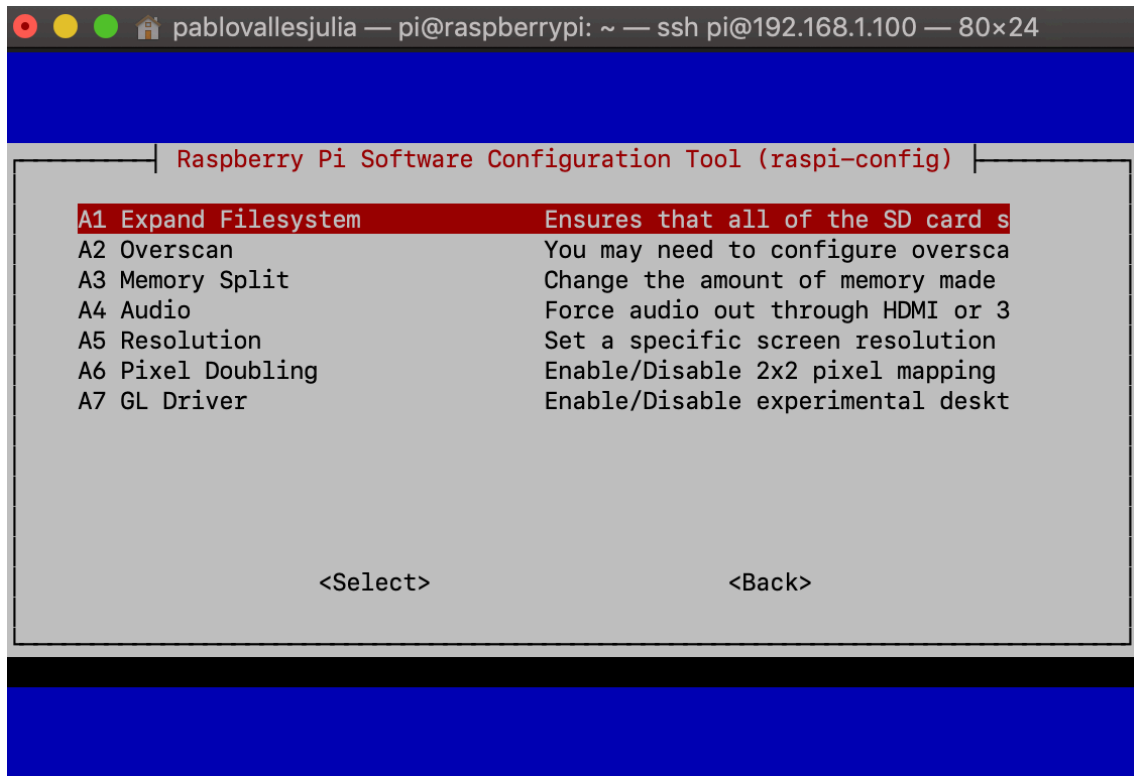 pablovallesjulia — pi@raspberrypi: ~ — ssh pi@192.168.1.100 — 80×24
Raspberry Pi Software Configuration Tool (raspi-config)
A1 Expand Filesystem Ensures that all of the SD card s
A2 Overscan You may need to configure oversca
A3 Memory Split Change the amount of memory made
A4 Audio Force audio out through HDMI or 3
A5 Resolution Set a specific screen resolution
A6 Pixel Doubling Enable/Disable 2x2 pixel mapping
A7 GL Driver Enable/Disable experimental deskt
<Select> <Back>